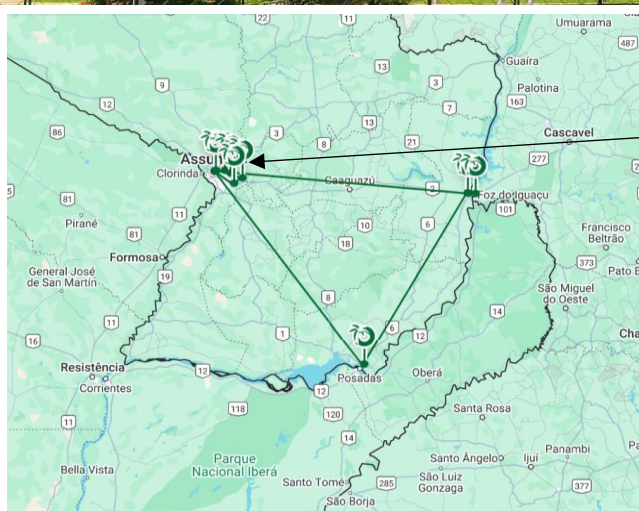 Umuarama
22
11
487
Guaíra
13
9
3
Palotina
163
12
13
7
86
3
8
21
Cascavel
Assun
277
Clorinda
Caaguazú
2
Foz do Iguaçu
11
81
10
6
101
Pirané
Francisco
Beltrão
81
18
Formosa
373
General José
de San Martín
19
São Miguel
do Oeste
Pato B
8
14
11
1
6
12
16
Cha
Resistência
12
Posadas
Oberá
Corrientes
12
118
120
Santa Rosa
11
14
Parque
Nacional Iberá
Santo Ângelo
Ijuí
Panambi
Bella Vista
Santo Tomé
285
São Luiz
Gonzaga
377
São Borja